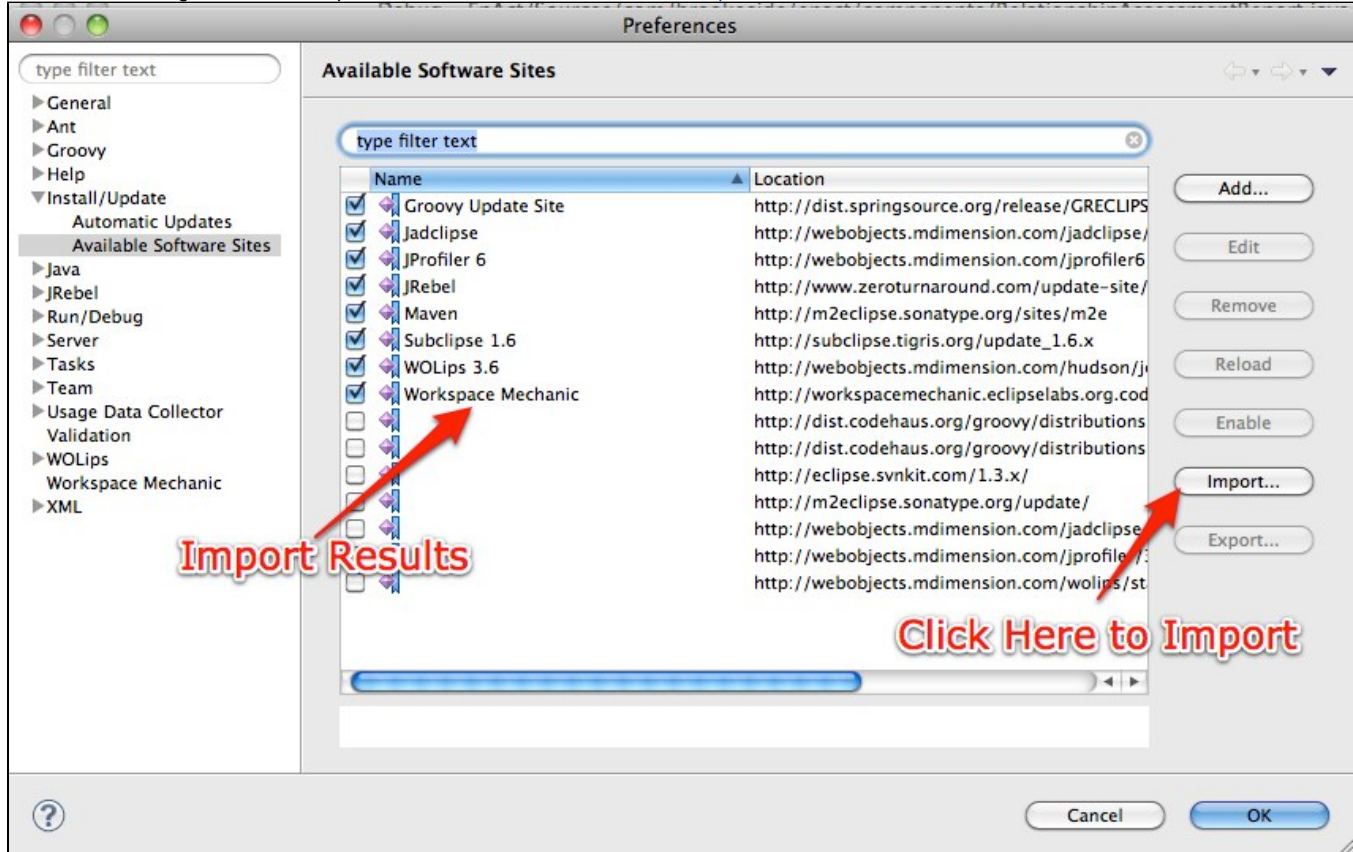 Preferences
type filter text
General
Ant
Groovy
Help
Install/Update
Automatic Updates
Available Software Sites
Java
JRebel
Run/Debug
Server
Tasks
Team
Usage Data Collector
Validation
WOLips
Workspace Mechanic
XML
Available Software Sites
type filter text
Name Location
Groovy Update Site http://dist.springsource.org/release/GRECLIPS
Jadclipse http://webobjects.mdimension.com/jadclipse/
JProfiler 6 http://webobjects.mdimension.com/jprofiler6
JRebel http://www.zeroturnaround.com/update-site/
Maven http://m2eclipse.sonatype.org/sites/m2e
Subclipse 1.6 http://subclipse.tigris.org/update_1.6.x
WOLips 3.6 http://webobjects.mdimension.com/hudson/j
Workspace Mechanic http://workspacemechanic.eclipselabs.org.cod
http://dist.codehaus.org/groovy/distributions
http://dist.codehaus.org/groovy/distributions
http://eclipse.svnkit.com/1.3.x/
http://m2eclipse.sonatype.org/update/
http://webobjects.mdimension.com/jadclipse
http://webobjects.mdimension.com/jprofiler/3
http://webobjects.mdimension.com/wolips/st
Add...
Edit
Remove
Reload
Enable
Import...
Export...
Import Results
Click Here to Import
?
Cancel OK